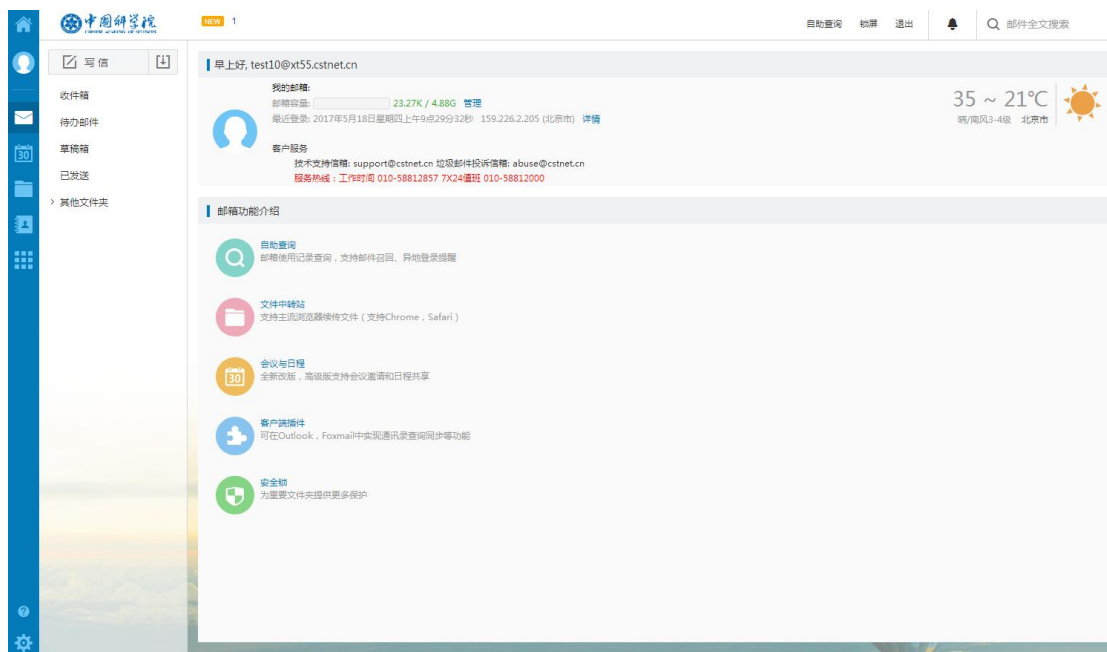 中国科学院
CHINESE ACADEMY OF SCIENCES
NEW 1
自助查询 锁屏 退出
邮件全文搜索
写信
收件箱
待办邮件
草稿箱
已发送
其他文件夹
30
早上好, test10@xt55.cstnet.cn
我的邮箱:
邮箱容量: 23.27K / 4.88G 管理
最近登录: 2017年5月18日星期四上午9点29分32秒 159.226.2.205 (北京市) 详情
客户服务
技术支持信箱: support@cstnet.cn 垃圾邮件投诉信箱: abuse@cstnet.cn
服务热线：工作时间 010-58812857 7X24值班 010-58812000
35 ~ 21℃
晴/南风3-4级 北京市
邮箱功能介绍
自助查询
邮箱使用记录查询，支持邮件召回、异地登录提醒
文件中转站
支持主流浏览器续传文件（支持Chrome，Safari）
30
会议与日程
全新改版，高级版支持会议邀请和日程共享
客户端插件
可在Outlook，Foxmail中实现通讯录查询同步等功能
安全锁
为重要文件夹提供更多保护